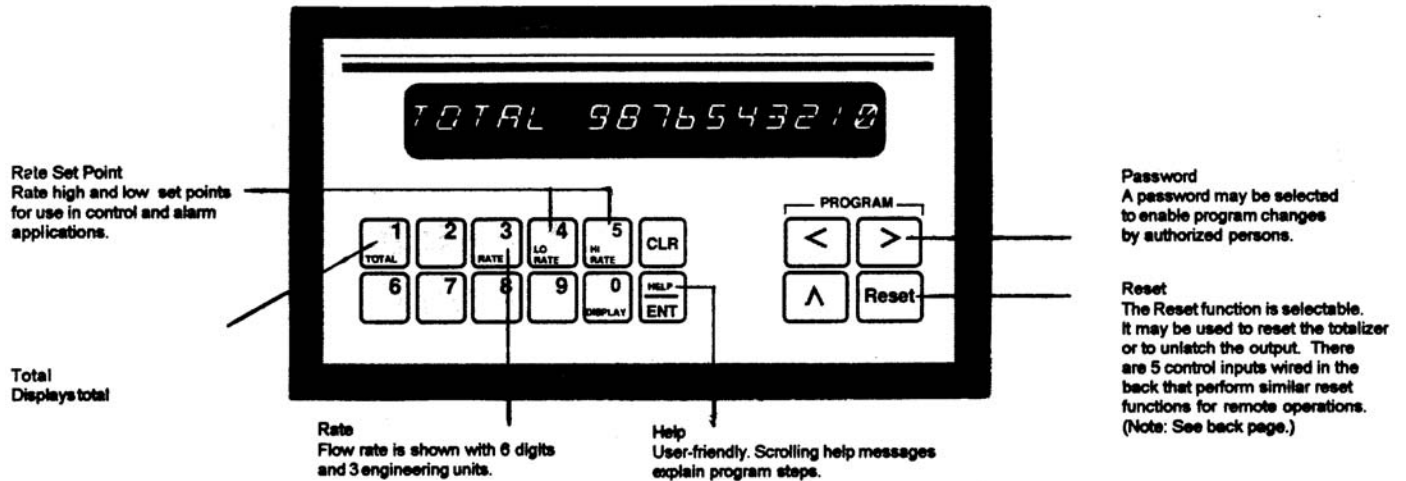 TOTAL 9876543210
Rate Set Point
Rate high and low set points
for use in control and alarm
applications.
Total
Displays total
1
TOTAL
2
3
RATE
4
LO
RATE
5
HI
RATE
CLR
6
7
8
9
0
DISPLAY
HELP
ENT
PROGRAM
<
>
^
Reset
Password
A password may be selected
to enable program changes
by authorized persons.
Reset
The Reset function is selectable.
It may be used to reset the totalizer
or to unlatch the output. There
are 5 control inputs wired in the
back that perform similar reset
functions for remote operations.
(Note: See back page.)
Rate
Flow rate is shown with 6 digits
and 3 engineering units.
Help
User-friendly. Scrolling help messages
explain program steps.